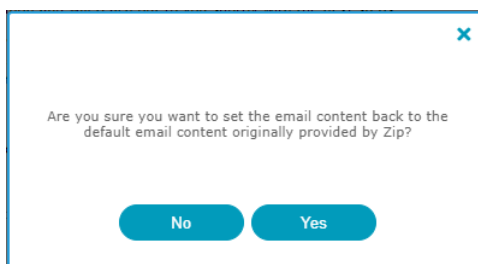 Are you sure you want to set the email content back to the
default email content originally provided by Zip?
No Yes